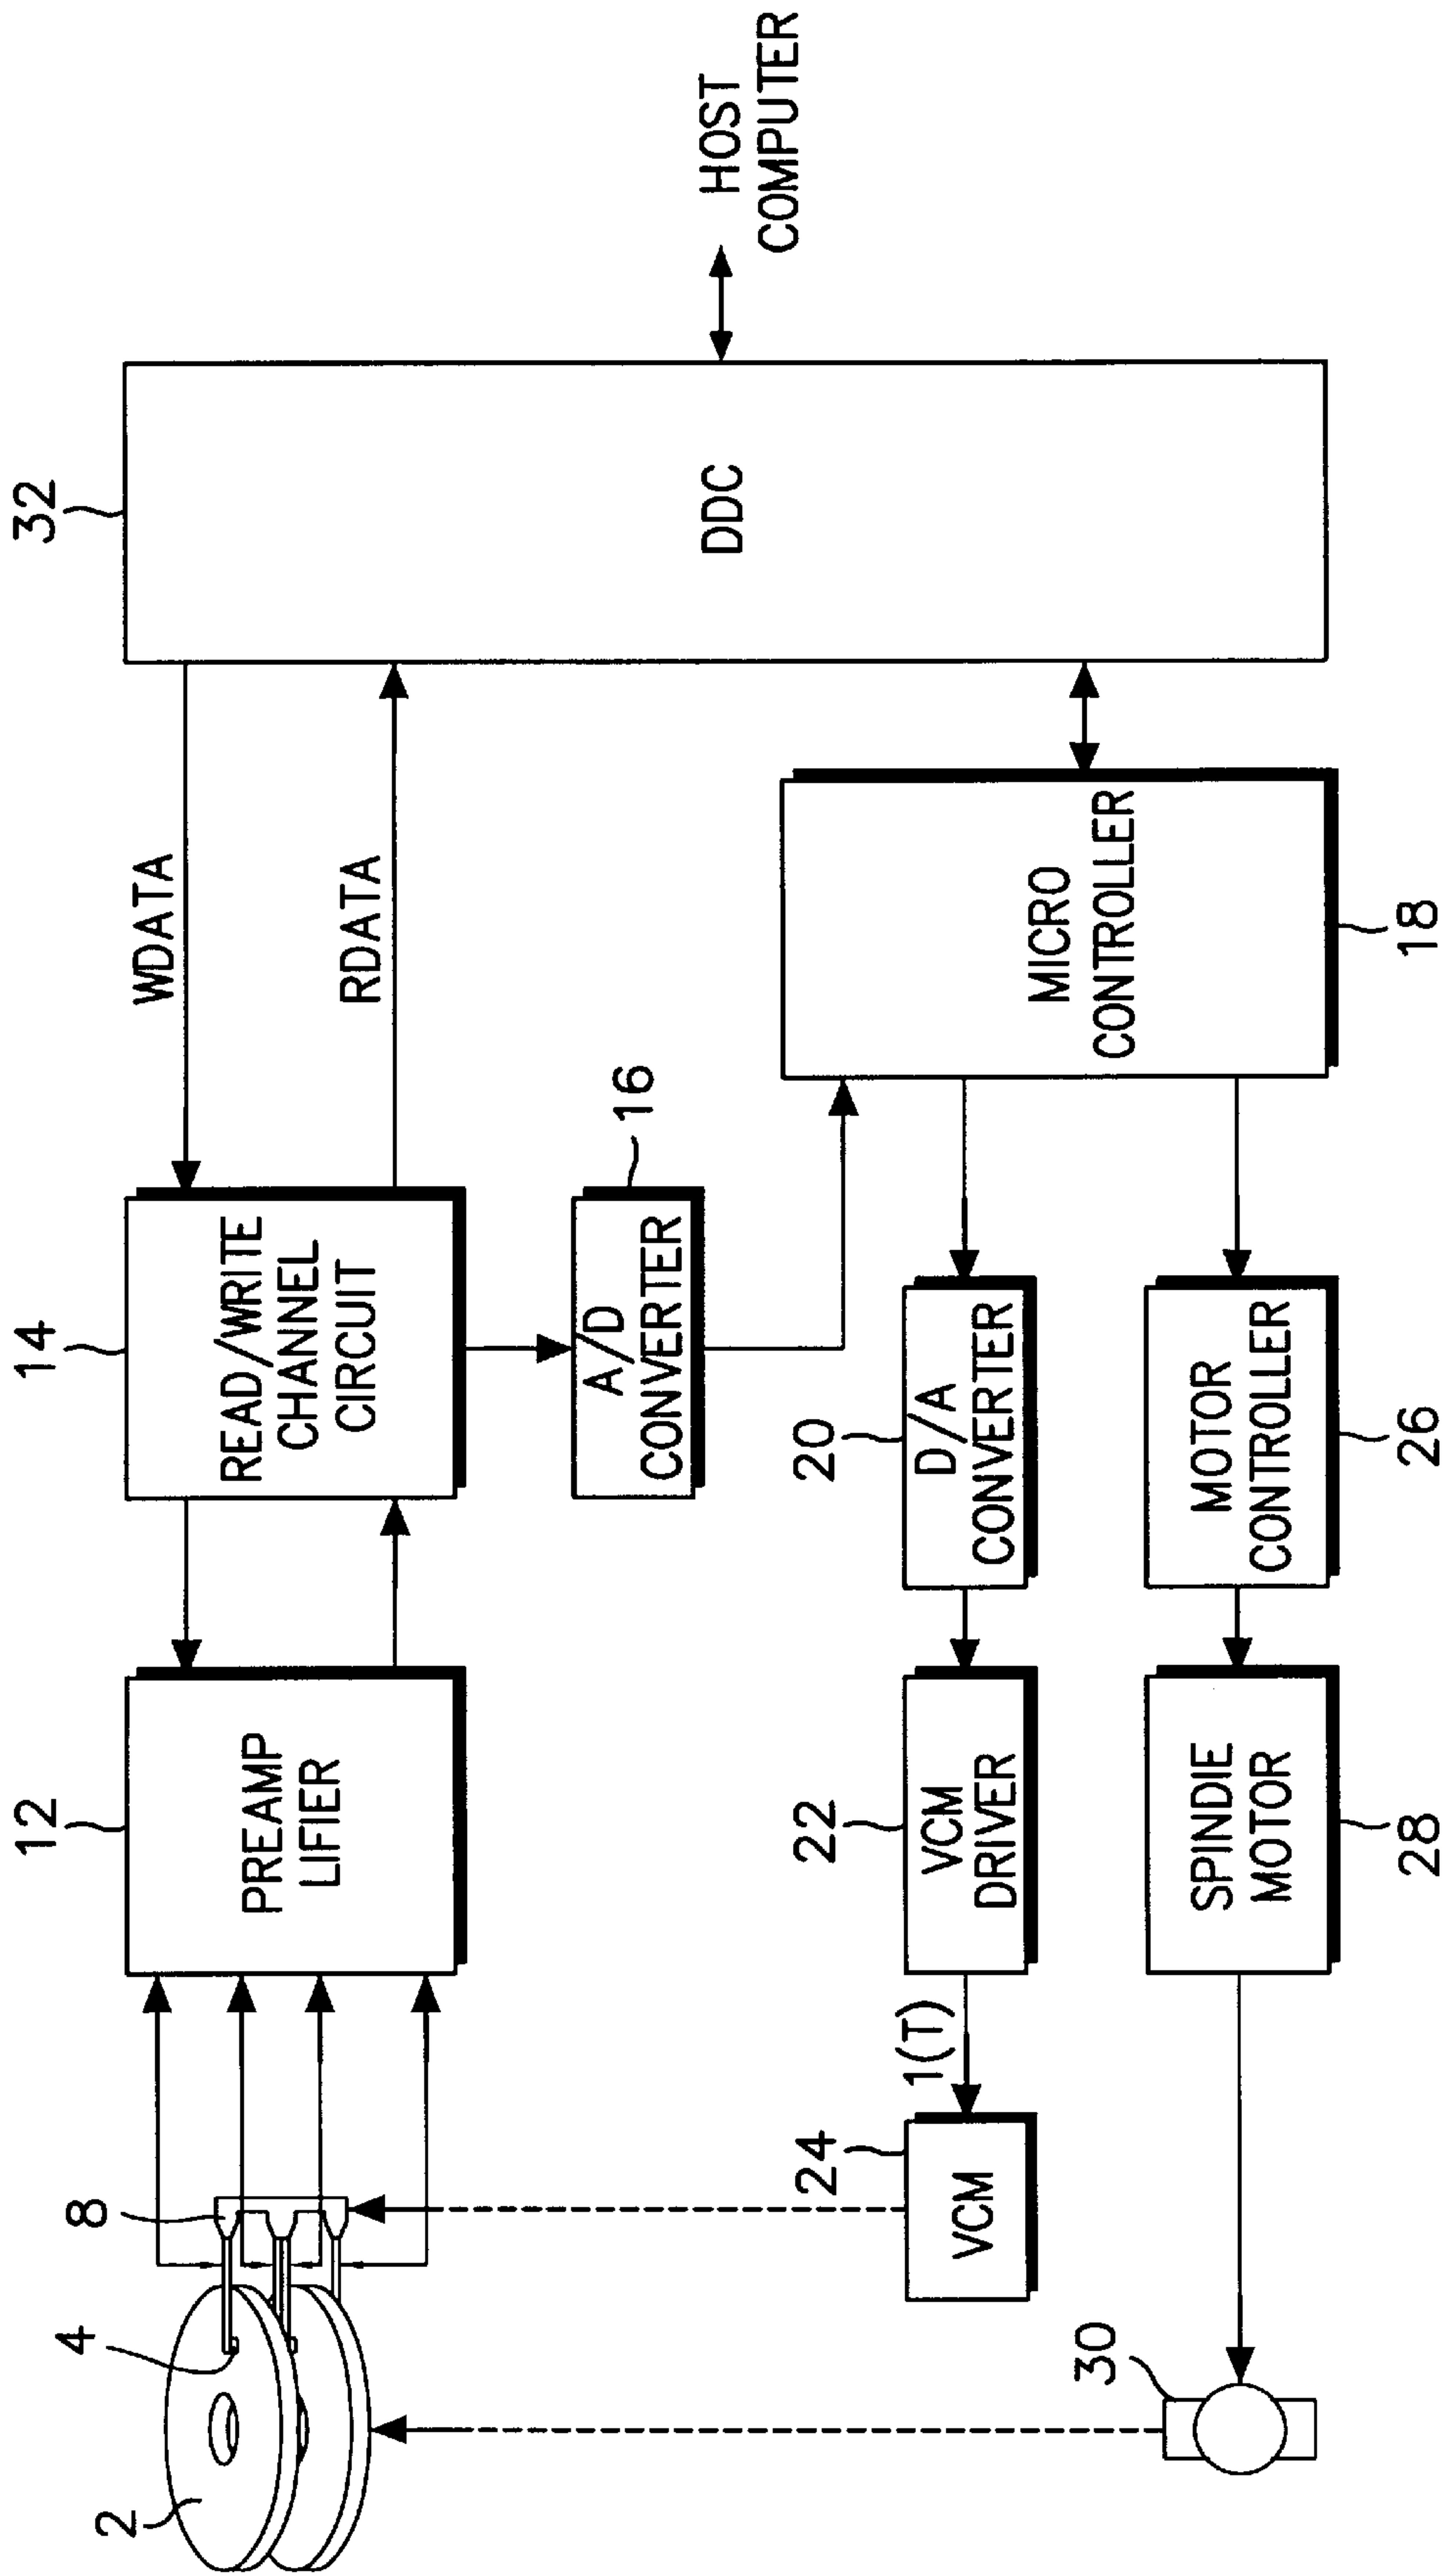 32
14
12
8
4
2
WDATA
RDATA
HOST
COMPUTER
DDC
READ/WRITE
CHANNEL
CIRCUIT
PREAMP
LIFIER
16
A/D
CONVERTER
MICRO
CONTROLLER
18
20
D/A
CONVERTER
22
VCM
DRIVER
1(T)
24
VCM
MOTOR
CONTROLLER
26
SPINDIE
MOTOR
28
30